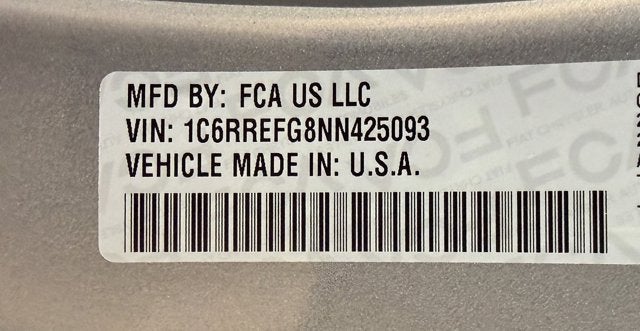 MFD BY: FCA US LLC
VIN: 1C6RREFG8NN425093
VEHICLE MADE IN: U.S.A.